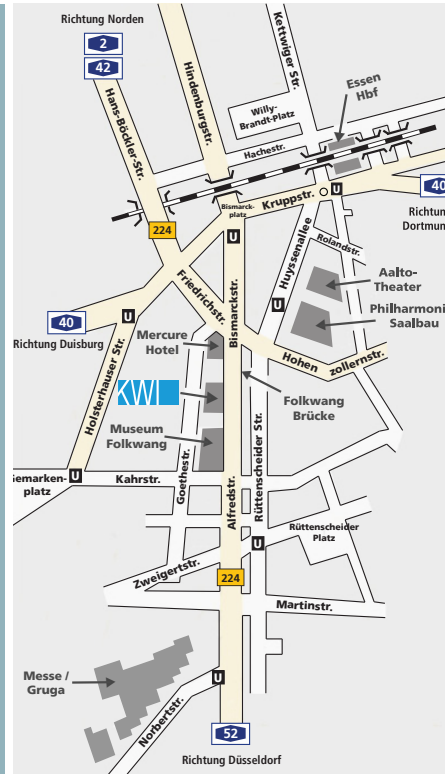 Richtung Norden
2
42
Kettwiger Str.
Hindenburgstr.
Hans-Böckler-Str.
Willy-
Brandt-Platz
Essen
Hbf
Hachestr.
Bismarck-
platz
Kruppstr.
U
40
Richtun
Dortmun
224
U
Rolandstr.
Huyssenallee
Friedrichstr.
Bismarckstr.
Aalto-
Theater
U
Philharmoni
Saalbau
40
Richtung Duisburg
U
Mercure
Hotel
Hohen
zollernstr.
Holsterhauser Str.
KWI
Folkwang
Brücke
Museum
Folkwang
Goethestr.
Rüttenscheider Str.
Gemarken-
platz
U
Kahrstr.
Alfredstr.
Rüttenscheider
Platz
U
Zweigertstr.
224
Martinstr.
Messe /
Gruga
U
Norbertstr.
52
Richtung Düsseldorf